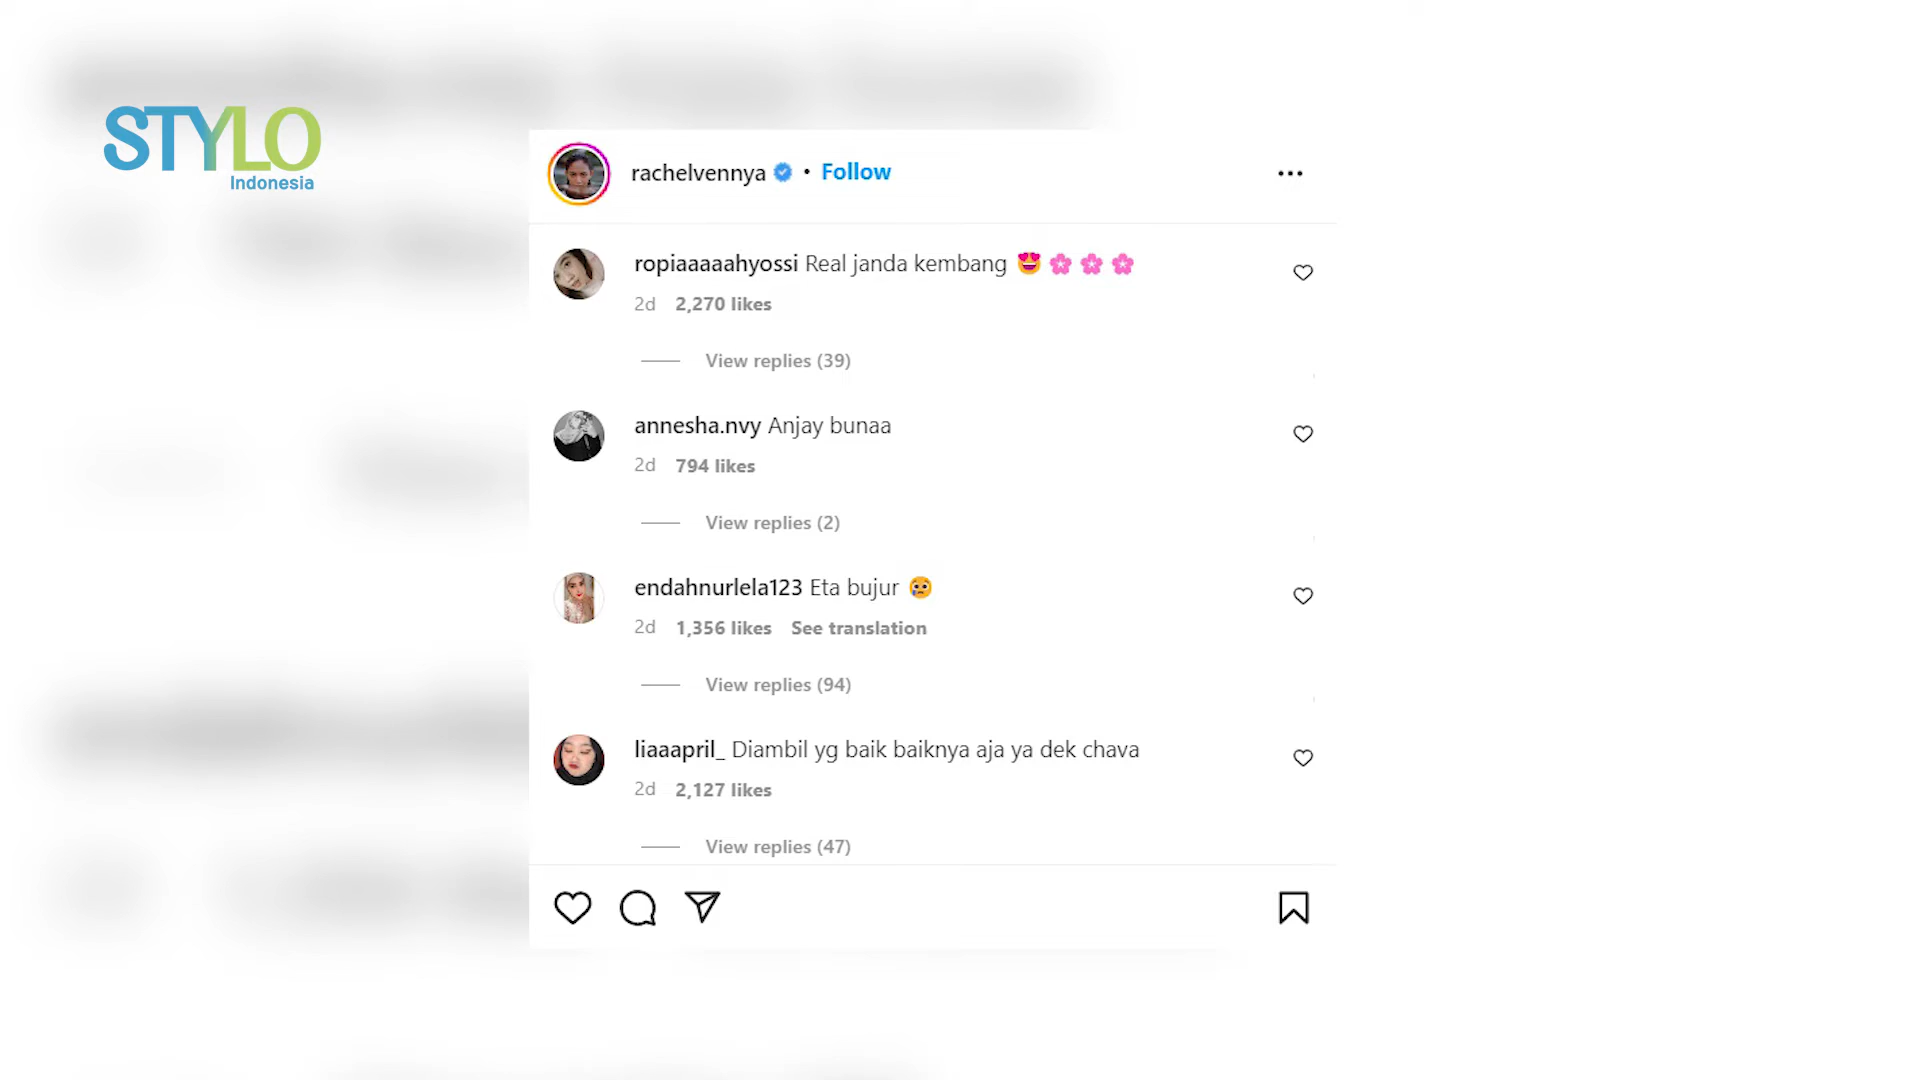 STYLO
Indonesia
rachelvennya • Follow
ropiaaaaahyossi Real janda kembang 😍🌸🌸🌸
2d 2,270 likes
View replies (39)
annesha.nvy Anjay bunaa
2d 794 likes
View replies (2)
endahnurlela123 Eta bujur 😢
2d 1,356 likes See translation
View replies (94)
liaaapril_ Diambil yg baik baiknya aja ya dek chava
2d 2,127 likes
View replies (47)